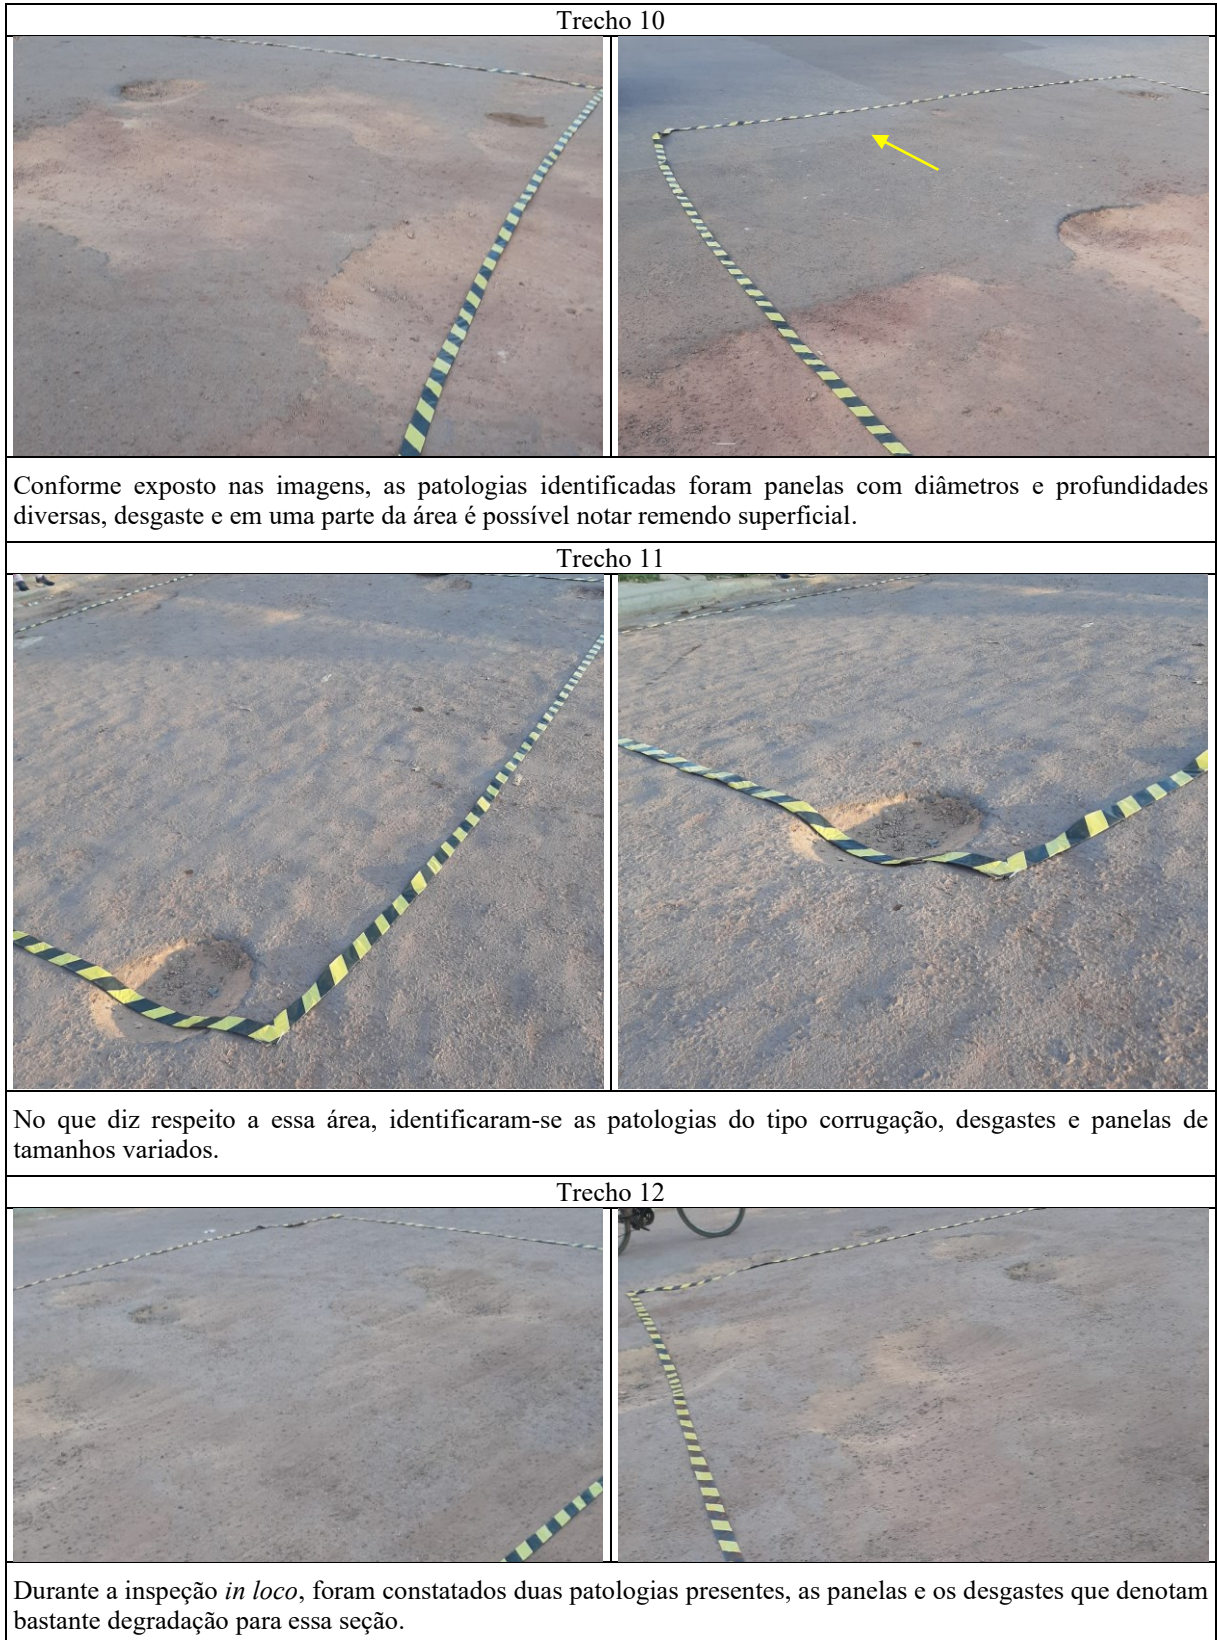 Trecho 10
Conforme exposto nas imagens, as patologias identificadas foram panelas com diâmetros e profundidades
diversas, desgaste e em uma parte da área é possível notar remendo superficial.
Trecho 11
No que diz respeito a essa área, identificaram-se as patologias do tipo corrugação, desgastes e panelas de
tamanhos variados.
Trecho 12
Durante a inspeção in loco, foram constatados duas patologias presentes, as panelas e os desgastes que denotam
bastante degradação para essa seção.